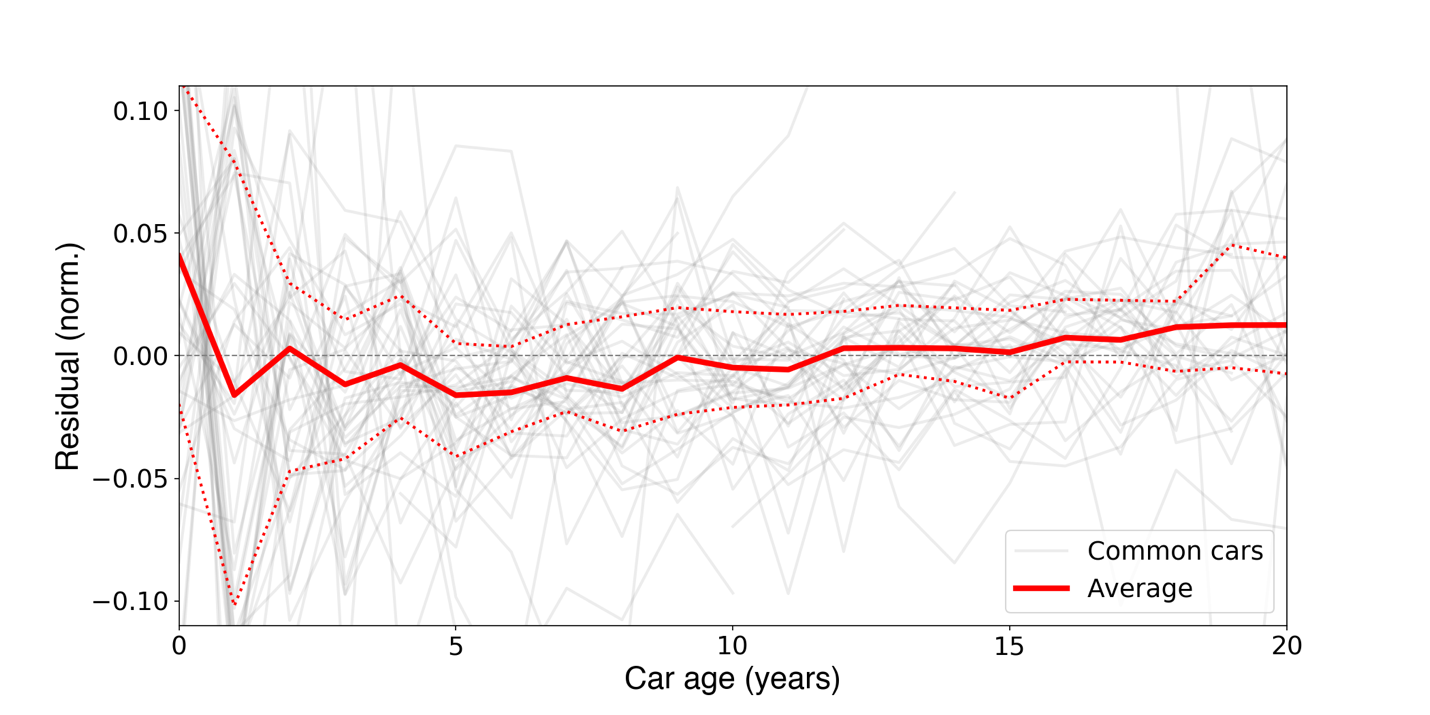 0.10
0.05
0.00
−0.05
−0.10
Residual (norm.)
0 5 10 15 20
Car age (years)
Common cars
Average